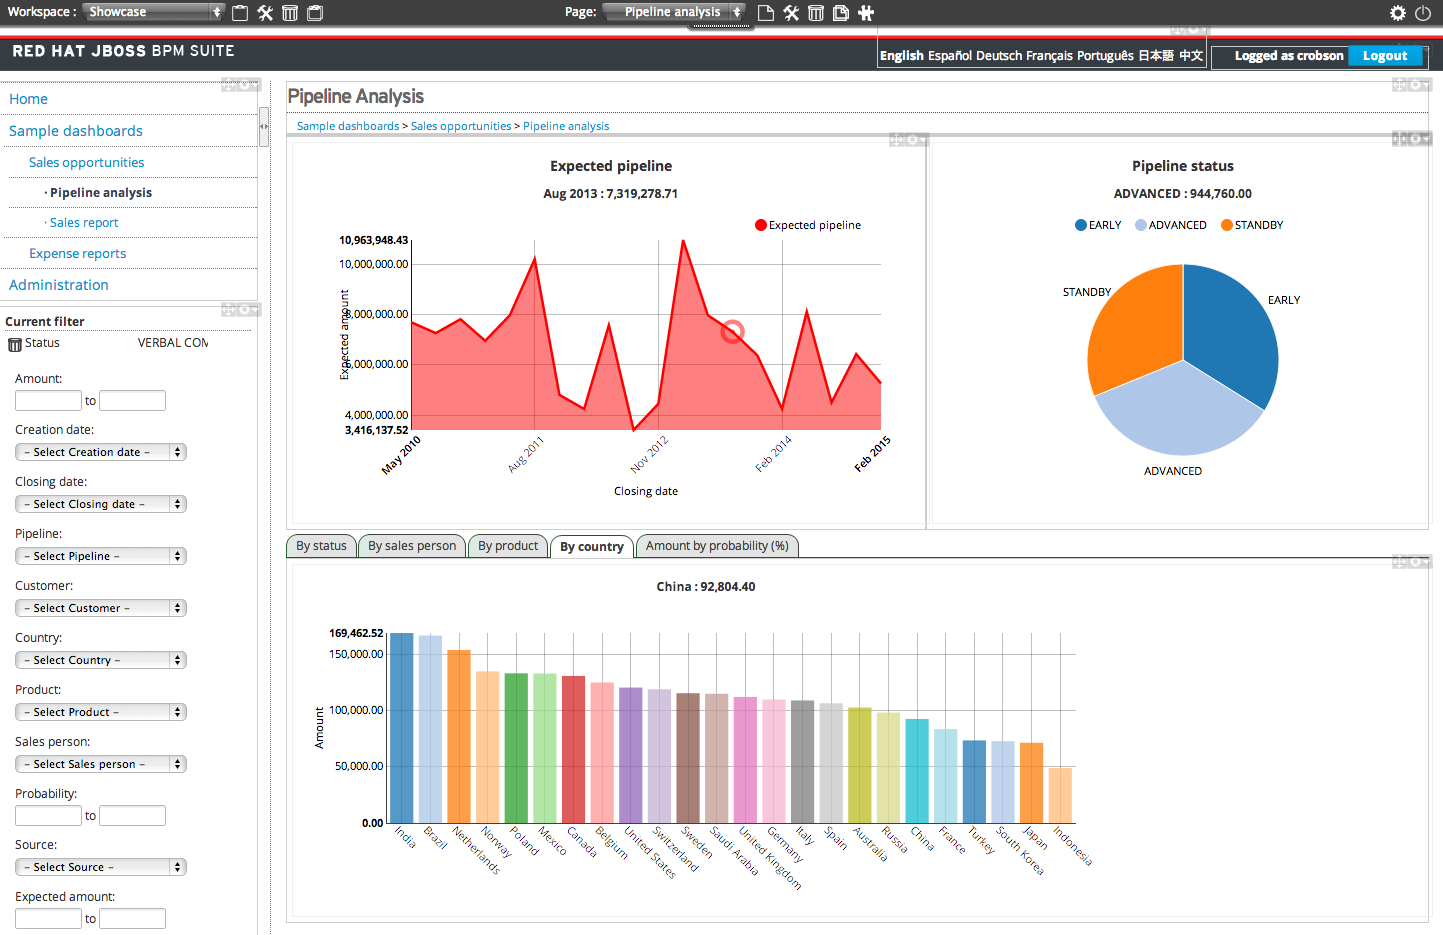 Workspace : Showcase Page: Pipeline analysis
RED HAT JBOSS BPM SUITE
English Español Deutsch Français Português 日本語 中文
Logged as crobson Logout
Home
Sample dashboards
Sales opportunities
· Pipeline analysis
· Sales report
Expense reports
Administration
Current filter
Status VERBAL COM
Amount:
to
Creation date:
– Select Creation date –
Closing date:
– Select Closing date –
Pipeline:
– Select Pipeline –
Customer:
– Select Customer –
Country:
– Select Country –
Product:
– Select Product –
Sales person:
– Select Sales person –
Probability:
to
Source:
– Select Source –
Expected amount:
to
Pipeline Analysis
Sample dashboards > Sales opportunities > Pipeline analysis
Expected pipeline
Aug 2013 : 7,319,278.71
Expected pipeline
10,963,948.43
10,000,000.00
8,000,000.00
6,000,000.00
4,000,000.00
3,416,137.52
Expected amount
May 2010
Aug 2011
Nov 2012
Feb 2014
Feb 2015
Closing date
Pipeline status
ADVANCED : 944,760.00
EARLY ADVANCED STANDBY
STANDBY
EARLY
ADVANCED
By status By sales person By product By country Amount by probability (%)
China : 92,804.40
169,462.52
150,000.00
100,000.00
50,000.00
0.00
Amount
India
Brazil
Netherlands
Norway
Poland
Mexico
Canada
Belgium
United States
Switzerland
Sweden
Saudi Arabia
United Kingdom
Germany
Italy
Spain
Australia
Russia
China
France
Turkey
South Korea
Japan
Indonesia